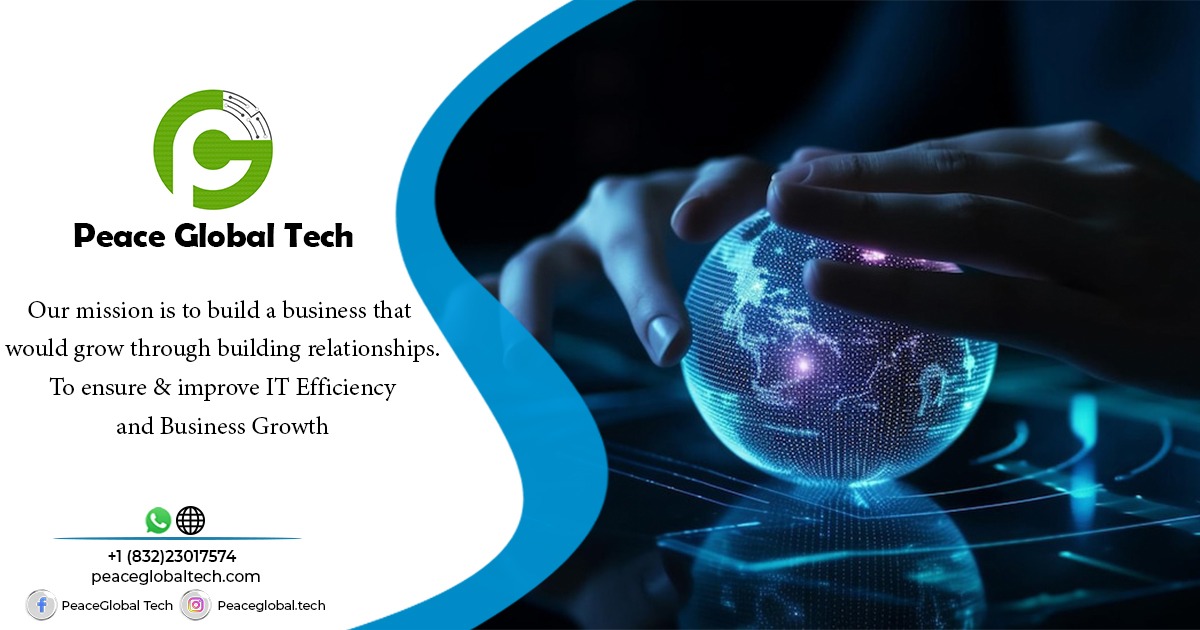 Peace Global Tech
Our mission is to build a business that
would grow through building relationships.
To ensure & improve IT Efficiency
and Business Growth
+1 (832)23017574
peaceglobaltech.com
PeaceGlobal Tech Peaceglobal.tech